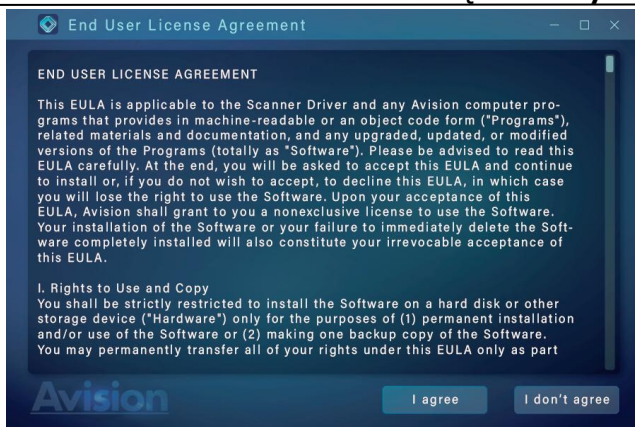 End User License Agreement
END USER LICENSE AGREEMENT
This EULA is applicable to the Scanner Driver and any Avision computer pro-
grams that provides in machine-readable or an object code form ("Programs"),
related materials and documentation, and any upgraded, updated, or modified
versions of the Programs (totally as "Software"). Please be advised to read this
EULA carefully. At the end, you will be asked to accept this EULA and continue
to install or, if you do not wish to accept, to decline this EULA, in which case
you will lose the right to use the Software. Upon your acceptance of this
EULA, Avision shall grant to you a nonexclusive license to use the Software.
Your installation of the Software or your failure to immediately delete the Soft-
ware completely installed will also constitute your irrevocable acceptance of
this EULA.
I. Rights to Use and Copy
You shall be strictly restricted to install the Software on a hard disk or other
storage device ("Hardware") only for the purposes of (1) permanent installation
and/or use of the Software or (2) making one backup copy of the Software.
You may permanently transfer all of your rights under this EULA only as part
Avision
I agree
I don't agree